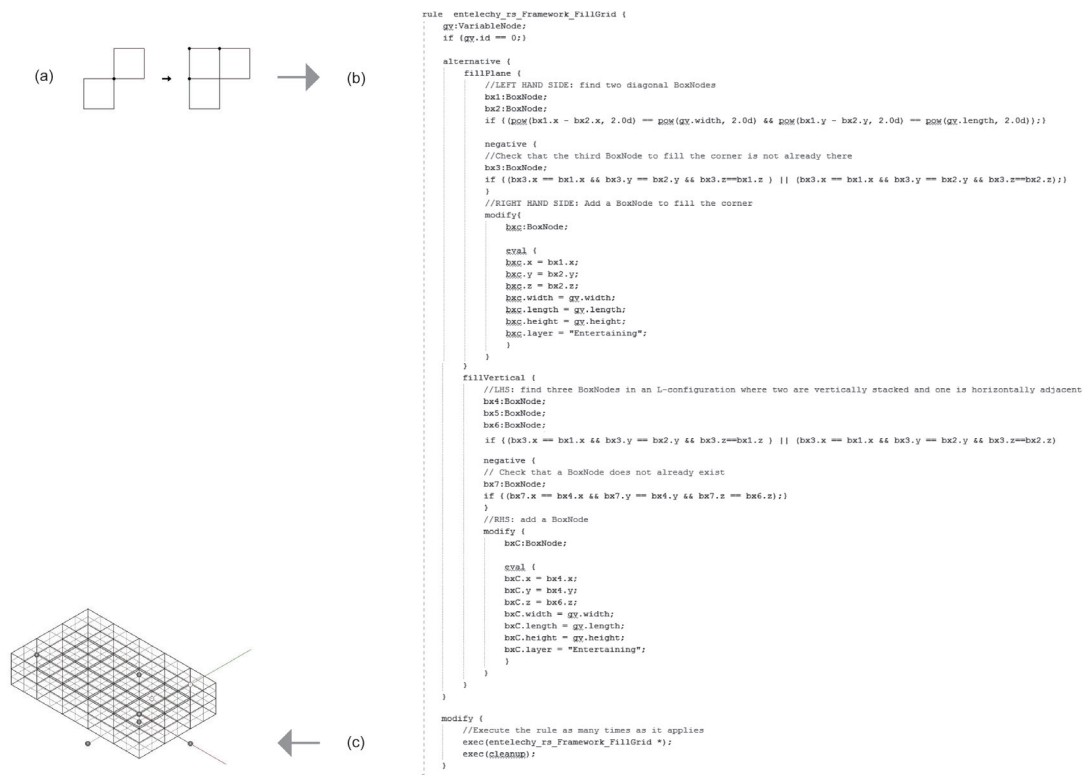 (a)
(b)
rule entelechy_rs_Framework_FillGrid {
gv:VariableNode;
if {gv.id == 0;}
alternative {
fillPlane {
//LEFT HAND SIDE: find two diagonal BoxNodes
bx1:BoxNode;
bx2:BoxNode;
if {(pow(bx1.x - bx2.x, 2.0d) == pow(gv.width, 2.0d) && pow(bx1.y - bx2.y, 2.0d) == pow(gv.length, 2.0d));}
negative {
//Check that the third BoxNode to fill the corner is not already there
bx3:BoxNode;
if {(bx3.x == bx1.x && bx3.y == bx2.y && bx3.z==bx1.z ) || (bx3.x == bx1.x && bx3.y == bx2.y && bx3.z==bx2.z);}
}
//RIGHT HAND SIDE: Add a BoxNode to fill the corner
modify{
bxc:BoxNode;
eval {
bxc.x = bx1.x;
bxc.y = bx2.y;
bxc.z = bx2.z;
bxc.width = gv.width;
bxc.length = gv.length;
bxc.height = gv.height;
bxc.layer = "Entertaining";
}
}
}
fillVertical {
//LHS: find three BoxNodes in an L-configuration where two are vertically stacked and one is horizontally adjacent
bx4:BoxNode;
bx5:BoxNode;
bx6:BoxNode;
if {(bx3.x == bx1.x && bx3.y == bx2.y && bx3.z==bx1.z ) || (bx3.x == bx1.x && bx3.y == bx2.y && bx3.z==bx2.z)
negative {
// Check that a BoxNode does not already exist
bx7:BoxNode;
if {(bx7.x == bx4.x && bx7.y == bx4.y && bx7.z == bx6.z);}
}
//RHS: add a BoxNode
modify {
bxC:BoxNode;
eval {
bxC.x = bx4.x;
bxC.y = bx4.y;
bxC.z = bx6.z;
bxC.width = gv.width;
bxC.length = gv.length;
bxC.height = gv.height;
bxC.layer = "Entertaining";
}
}
}
}
modify {
//Execute the rule as many times as it applies
exec(entelechy_rs_Framework_FillGrid *);
exec(cleanup);
}
(c)